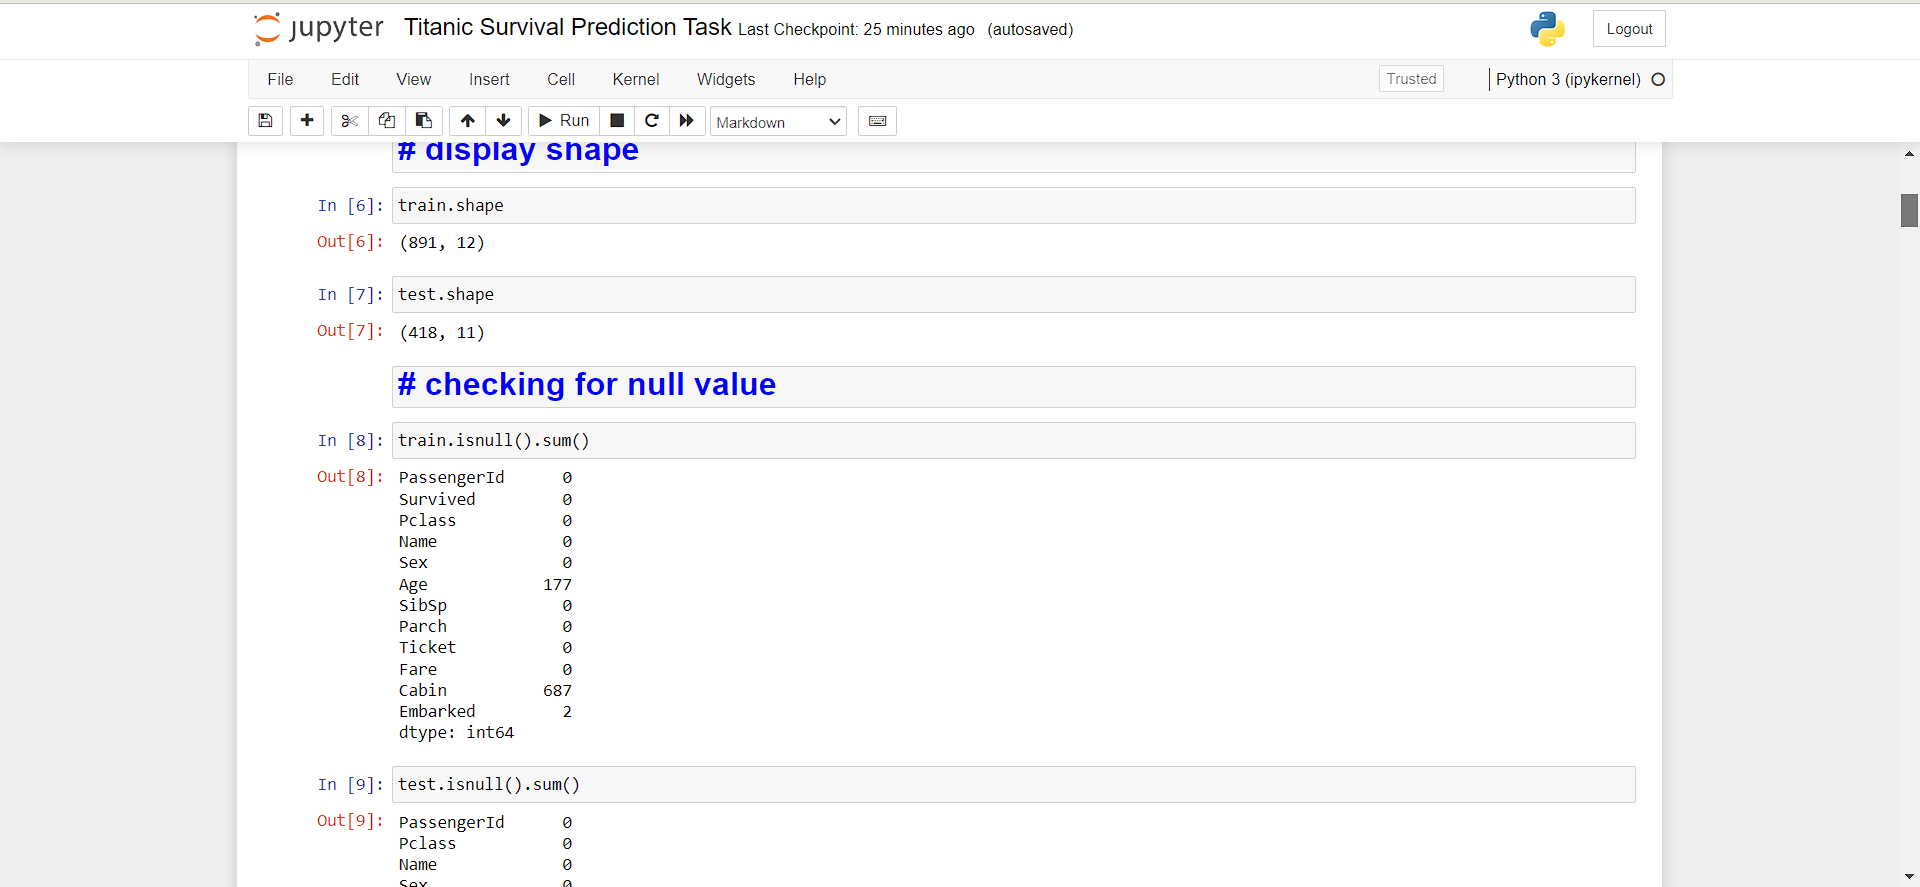 jupyter Titanic Survival Prediction Task Last Checkpoint: 25 minutes ago (autosaved) Logout
File Edit View Insert Cell Kernel Widgets Help Trusted Python 3 (ipykernel)
Run Markdown
# display shape
In [6]: train.shape
Out[6]: (891, 12)
In [7]: test.shape
Out[7]: (418, 11)
# checking for null value
In [8]: train.isnull().sum()
Out[8]: PassengerId 0
Survived 0
Pclass 0
Name 0
Sex 0
Age 177
SibSp 0
Parch 0
Ticket 0
Fare 0
Cabin 687
Embarked 2
dtype: int64
In [9]: test.isnull().sum()
Out[9]: PassengerId 0
Pclass 0
Name 0
Sex 0